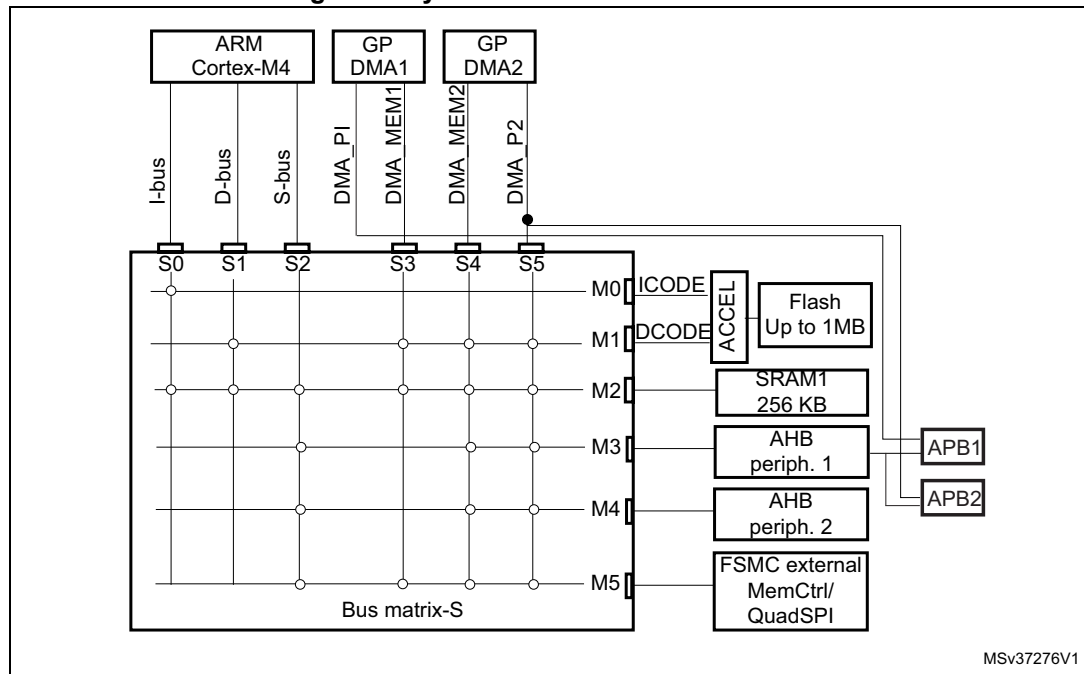 ARM
Cortex-M4
GP
DMA1
GP
DMA2
I-bus
D-bus
S-bus
DMA_PI
DMA_MEM1
DMA_MEM2
DMA_P2
S0 S1 S2 S3 S4 S5
M0 ICODE
M1 DCODE
ACCEL
Flash
Up to 1MB
M2
SRAM1
256 KB
M3
AHB
periph. 1
APB1
M4
AHB
periph. 2
APB2
M5
FSMC external
MemCtrl/
QuadSPI
Bus matrix-S
MSv37276V1